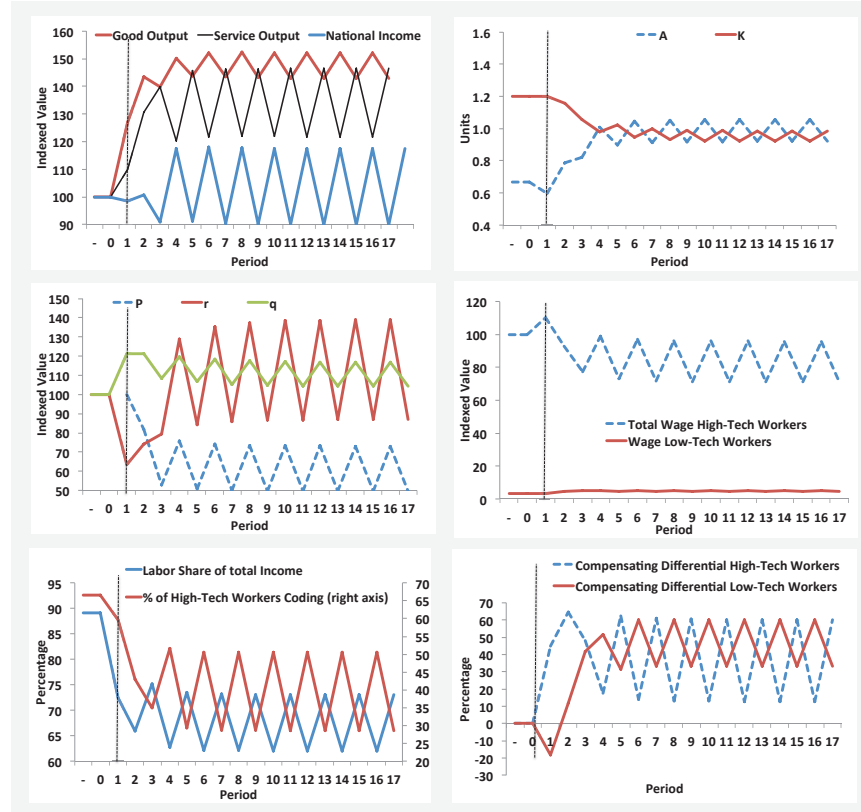 Good Output Service Output National Income
160
150
140
130
120
110
100
90
Indexed Value
- 0 1 2 3 4 5 6 7 8 9 10 11 12 13 14 15 16 17
Period
A K
1.6
1.4
1.2
1.0
0.8
0.6
0.4
Units
- 0 1 2 3 4 5 6 7 8 9 10 11 12 13 14 15 16 17
Period
P r q
150
140
130
120
110
100
90
80
70
60
50
Indexed Value
- 0 1 2 3 4 5 6 7 8 9 10 11 12 13 14 15 16 17
Period
120
100
80
60
40
20
0
Indexed Value
Total Wage High-Tech Workers
Wage Low-Tech Workers
- 0 1 2 3 4 5 6 7 8 9 10 11 12 13 14 15 16 17
Period
Labor Share of total Income
% of High-Tech Workers Coding (right axis)
95
90
85
80
75
70
65
60
Percentage
70
65
60
55
50
45
40
35
30
25
20
- 0 1 2 3 4 5 6 7 8 9 10 11 12 13 14 15 16 17
Period
Compensating Differential High-Tech Workers
Compensating Differential Low-Tech Workers
70
60
50
40
30
20
10
0
-10
-20
-30
Percentage
- 0 1 2 3 4 5 6 7 8 9 10 11 12 13 14 15 16 17
Period